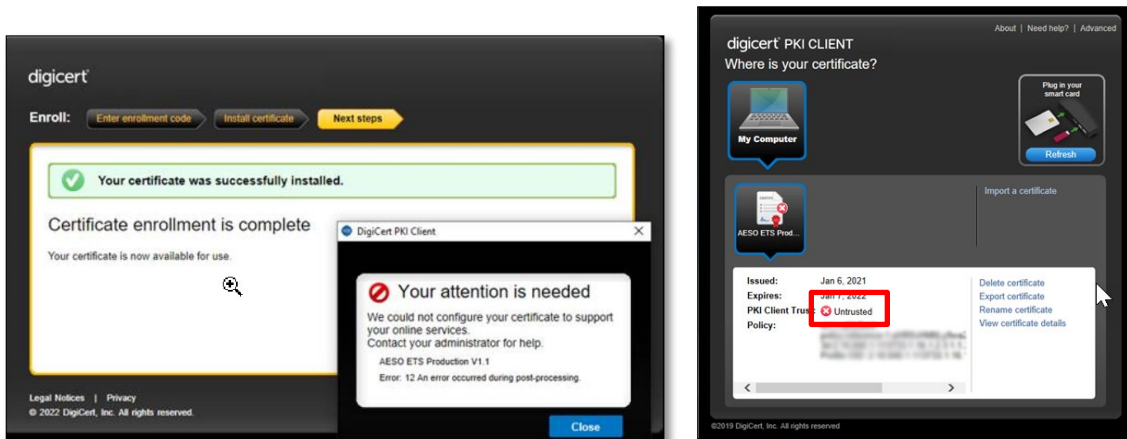 digicert
Enroll: Enter enrollment code Install certificate Next steps
Your certificate was successfully installed.
Certificate enrollment is complete
Your certificate is now available for use.
DigiCert PKI Client
Your attention is needed
We could not configure your certificate to support
your online services.
Contact your administrator for help.
AESO ETS Production V1.1
Error: 12 An error occurred during post-processing.
Close
Legal Notices | Privacy
© 2022 DigiCert, Inc. All rights reserved.
About | Need help? | Advanced
digicert PKI CLIENT
Where is your certificate?
My Computer
Plug in your
smart card
Refresh
AESO ETS Prod...
Import a certificate
Issued: Jan 6, 2021
Expires: Jan 7, 2022
PKI Client Trust: Untrusted
Policy:
Delete certificate
Export certificate
Rename certificate
View certificate details
©2019 DigiCert, Inc. All rights reserved